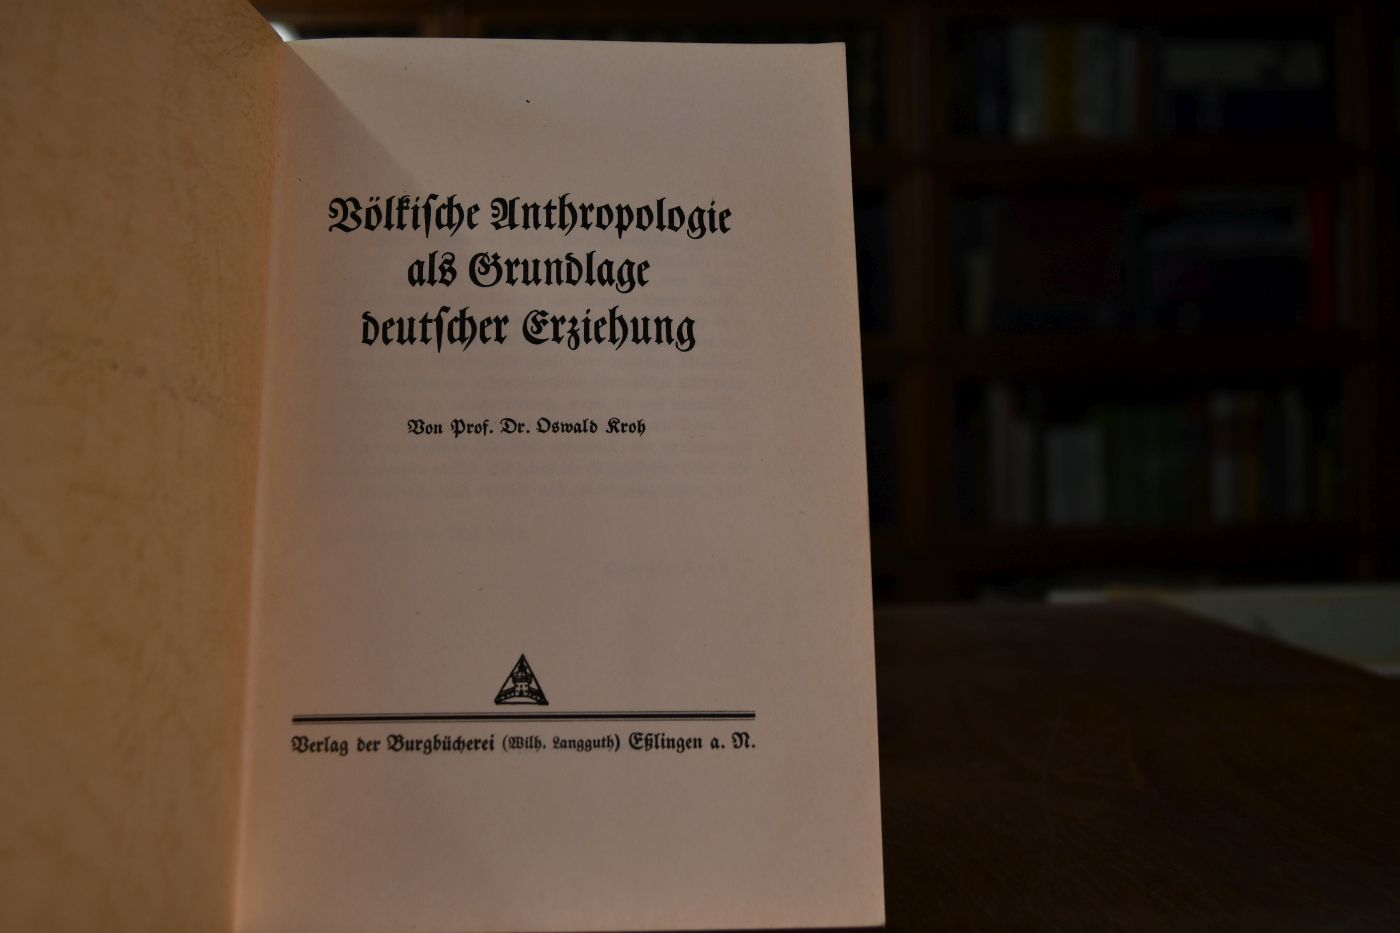 Völkische Anthropologie
als Grundlage
deutscher Erziehung
Von Prof. Dr. Oswald Kroh
Verlag der Burgbücherei (Wilh. Langguth) Eßlingen a. N.